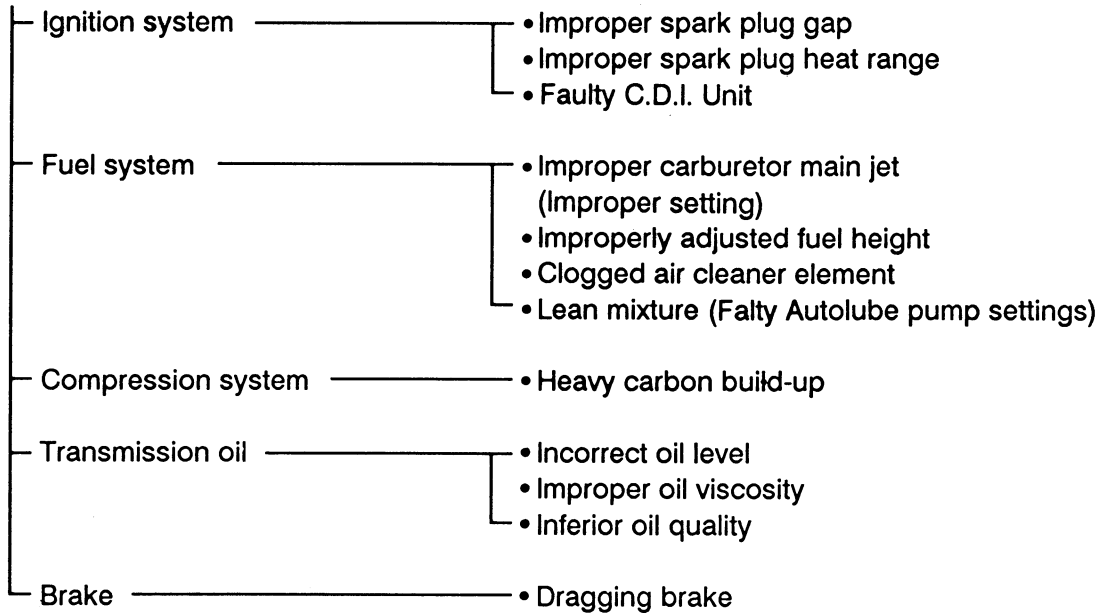 Ignition system
• Improper spark plug gap
• Improper spark plug heat range
• Faulty C.D.I. Unit
Fuel system
• Improper carburetor main jet
(Improper setting)
• Improperly adjusted fuel height
• Clogged air cleaner element
• Lean mixture (Falty Autolube pump settings)
Compression system
• Heavy carbon build-up
Transmission oil
• Incorrect oil level
• Improper oil viscosity
• Inferior oil quality
Brake
• Dragging brake